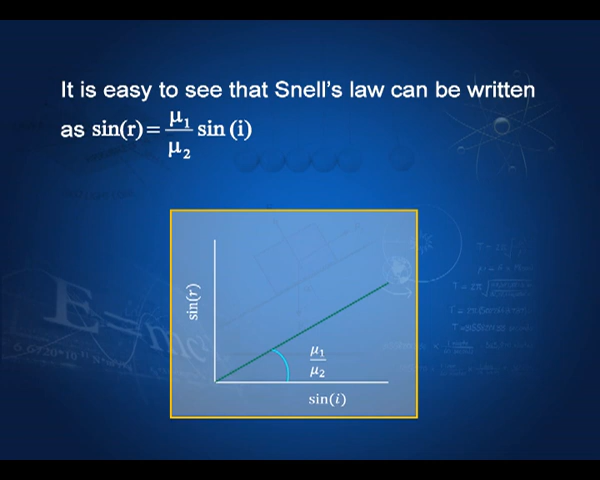 It is easy to see that Snell's law can be written
as sin(r) = μ₁/μ₂ sin (i)
sin(r)
μ₁/μ₂
sin(i)
E=mc²